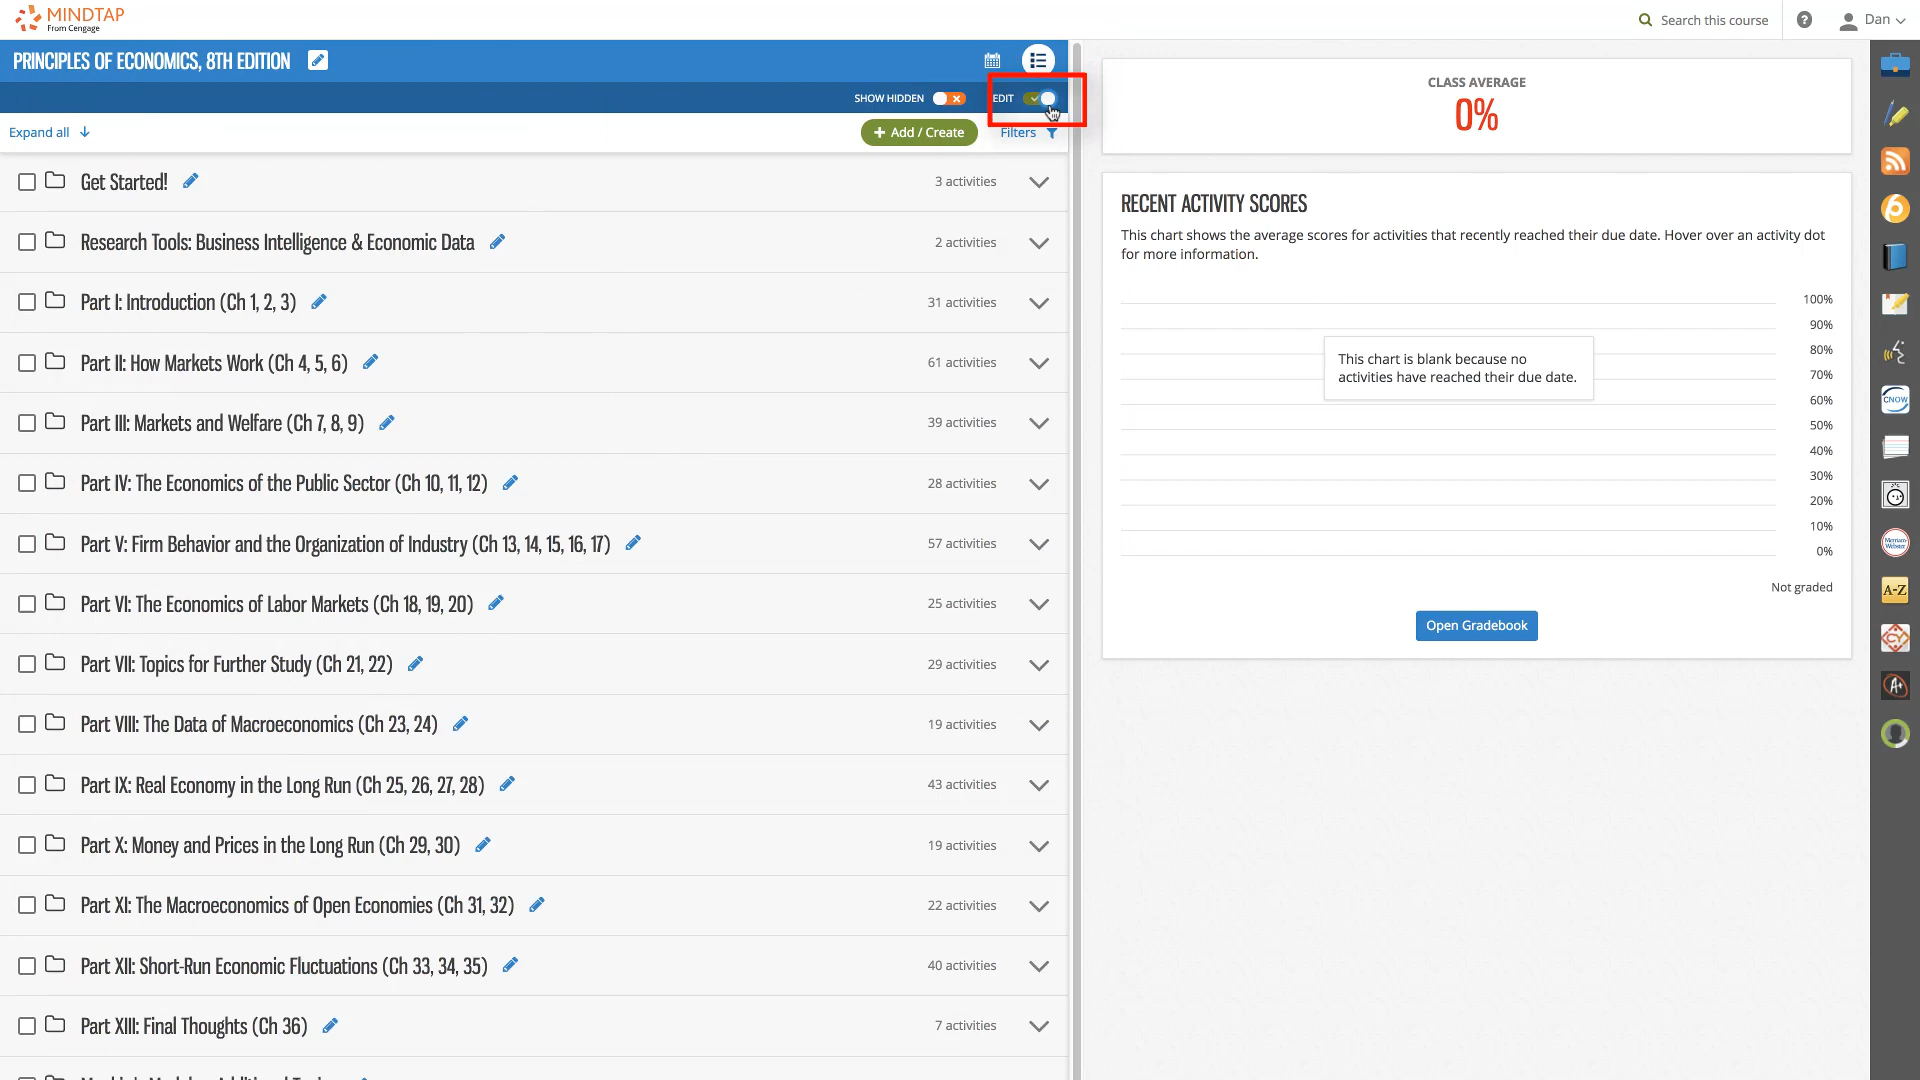 MINDTAP
From Cengage
Search this course
Dan
PRINCIPLES OF ECONOMICS, 8TH EDITION
SHOW HIDDEN
EDIT
Expand all
+ Add / Create
Filters
Get Started!
3 activities
Research Tools: Business Intelligence & Economic Data
2 activities
Part I: Introduction (Ch 1, 2, 3)
31 activities
Part II: How Markets Work (Ch 4, 5, 6)
61 activities
Part III: Markets and Welfare (Ch 7, 8, 9)
39 activities
Part IV: The Economics of the Public Sector (Ch 10, 11, 12)
28 activities
Part V: Firm Behavior and the Organization of Industry (Ch 13, 14, 15, 16, 17)
57 activities
Part VI: The Economics of Labor Markets (Ch 18, 19, 20)
25 activities
Part VII: Topics for Further Study (Ch 21, 22)
29 activities
Part VIII: The Data of Macroeconomics (Ch 23, 24)
19 activities
Part IX: Real Economy in the Long Run (Ch 25, 26, 27, 28)
43 activities
Part X: Money and Prices in the Long Run (Ch 29, 30)
19 activities
Part XI: The Macroeconomics of Open Economies (Ch 31, 32)
22 activities
Part XII: Short-Run Economic Fluctuations (Ch 33, 34, 35)
40 activities
Part XIII: Final Thoughts (Ch 36)
7 activities
CLASS AVERAGE
0%
RECENT ACTIVITY SCORES
This chart shows the average scores for activities that recently reached their due date. Hover over an activity dot
for more information.
100%
90%
80%
70%
60%
50%
40%
30%
20%
10%
0%
This chart is blank because no
activities have reached their due date.
Not graded
Open Gradebook
CNOW
Merriam-
Webster
A-Z
A+